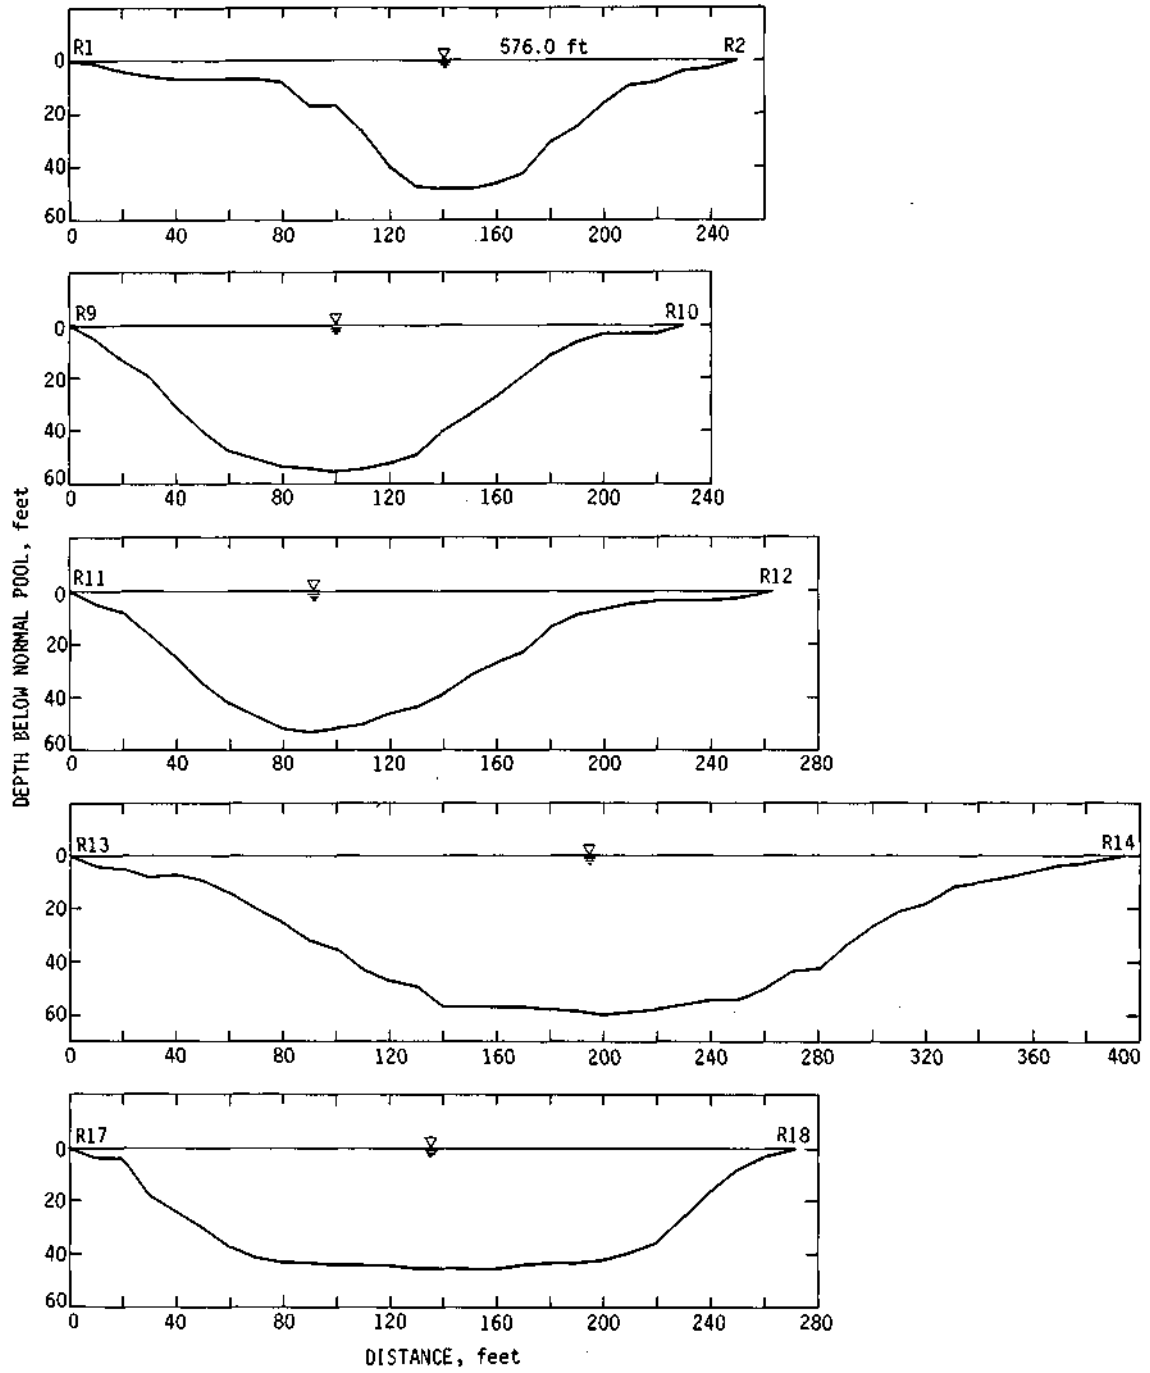 R1 576.0 ft R2
0
20
40
60
0 40 80 120 160 200 240
R9 R10
0
20
40
60
0 40 80 120 160 200 240
R11 R12
0
20
40
60
0 40 80 120 160 200 240 280
DEPTH BELOW NORMAL POOL, feet
R13 R14
0
20
40
60
0 40 80 120 160 200 240 280 320 360 400
R17 R18
0
20
40
60
0 40 80 120 160 200 240 280
DISTANCE, feet